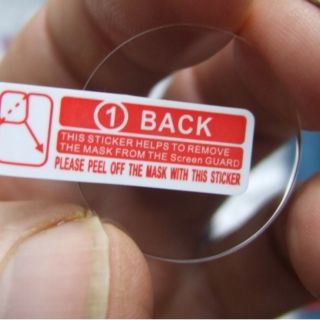 1 BACK
THIS STICKER HELPS TO REMOVE
THE MASK FROM THE Screen GUARD
PLEASE PEEL OFF THE MASK WITH THIS STICKER